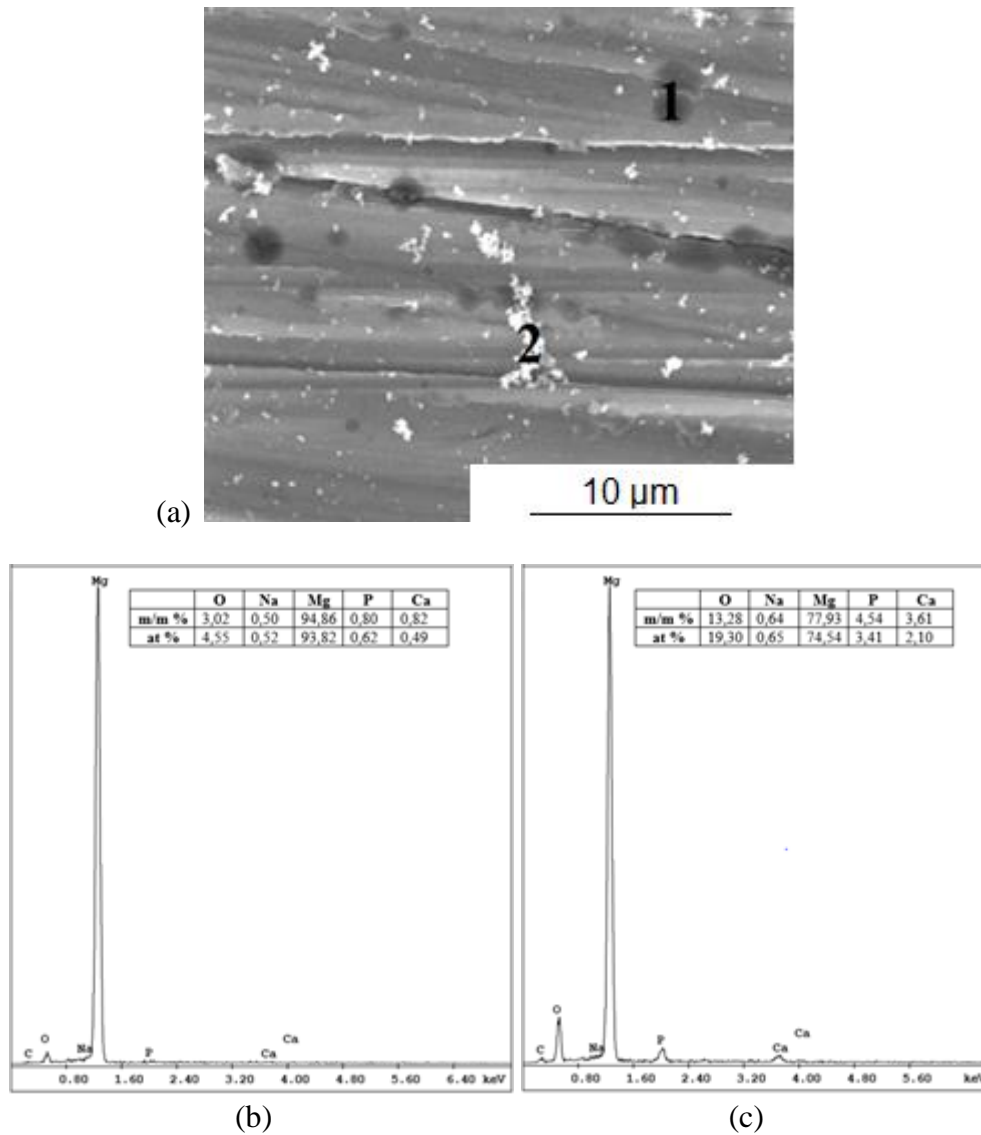 1
2
10 µm
(a)
Mg
O Na Mg P Ca
m/m % 3,02 0,50 94,86 0,80 0,82
at % 4,55 0,52 93,82 0,62 0,49
C O Na P Ca Ca
0.80 1.60 2.40 3.20 4.00 4.80 5.60 6.40 keV
(b)
Mg
O Na Mg P Ca
m/m % 13,28 0,64 77,93 4,54 3,61
at % 19,30 0,65 74,54 3,41 2,10
C O P Ca Ca
0.80 1.60 2.40 3.20 4.00 4.80 5.60 keV
(c)